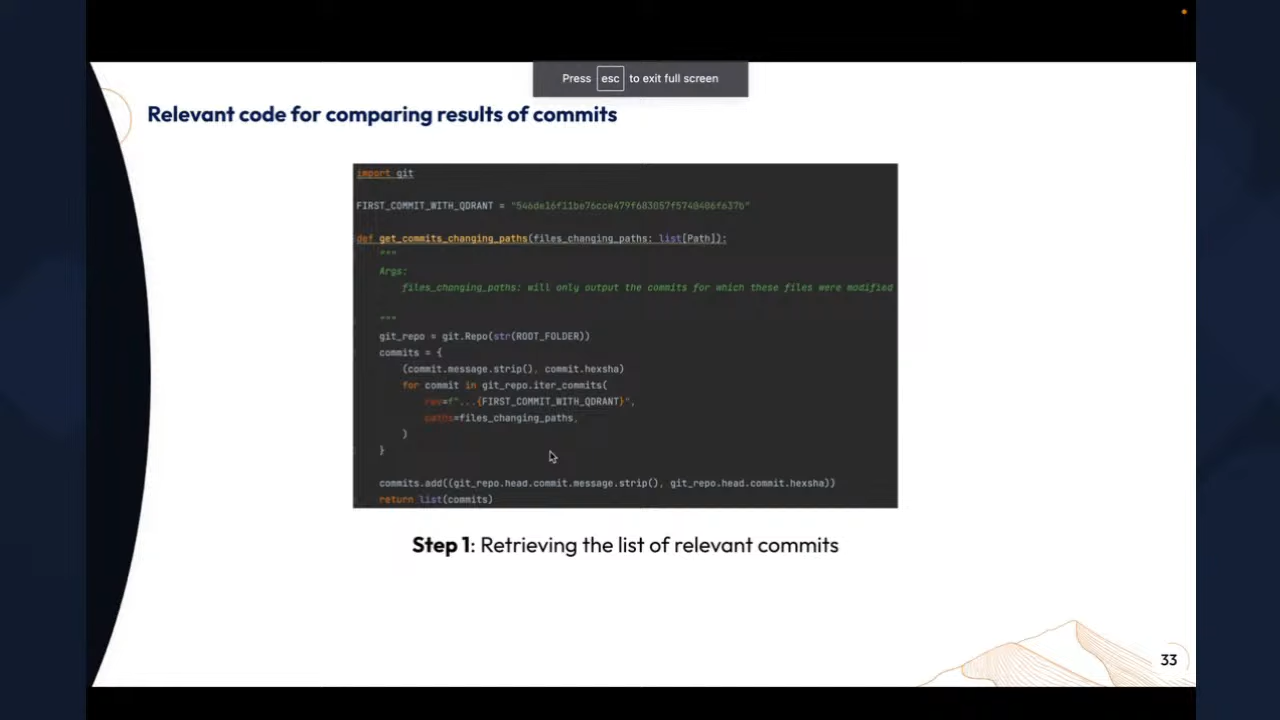 Press esc to exit full screen
Relevant code for comparing results of commits
import git
FIRST_COMMIT_WITH_QDRANT = "546de16f11be76cce479f683057f5740406f637b"
def get_commits_changing_paths(files_changing_paths: list[Path]):
"""
Args:
files_changing_paths: will only output the commits for which these files were modified
"""
git_repo = git.Repo(str(ROOT_FOLDER))
commits = {
(commit.message.strip(), commit.hexsha)
for commit in git_repo.iter_commits(
rev=f"...{FIRST_COMMIT_WITH_QDRANT}",
paths=files_changing_paths,
)
}
commits.add((git_repo.head.commit.message.strip(), git_repo.head.commit.hexsha))
return list(commits)
Step 1: Retrieving the list of relevant commits
33